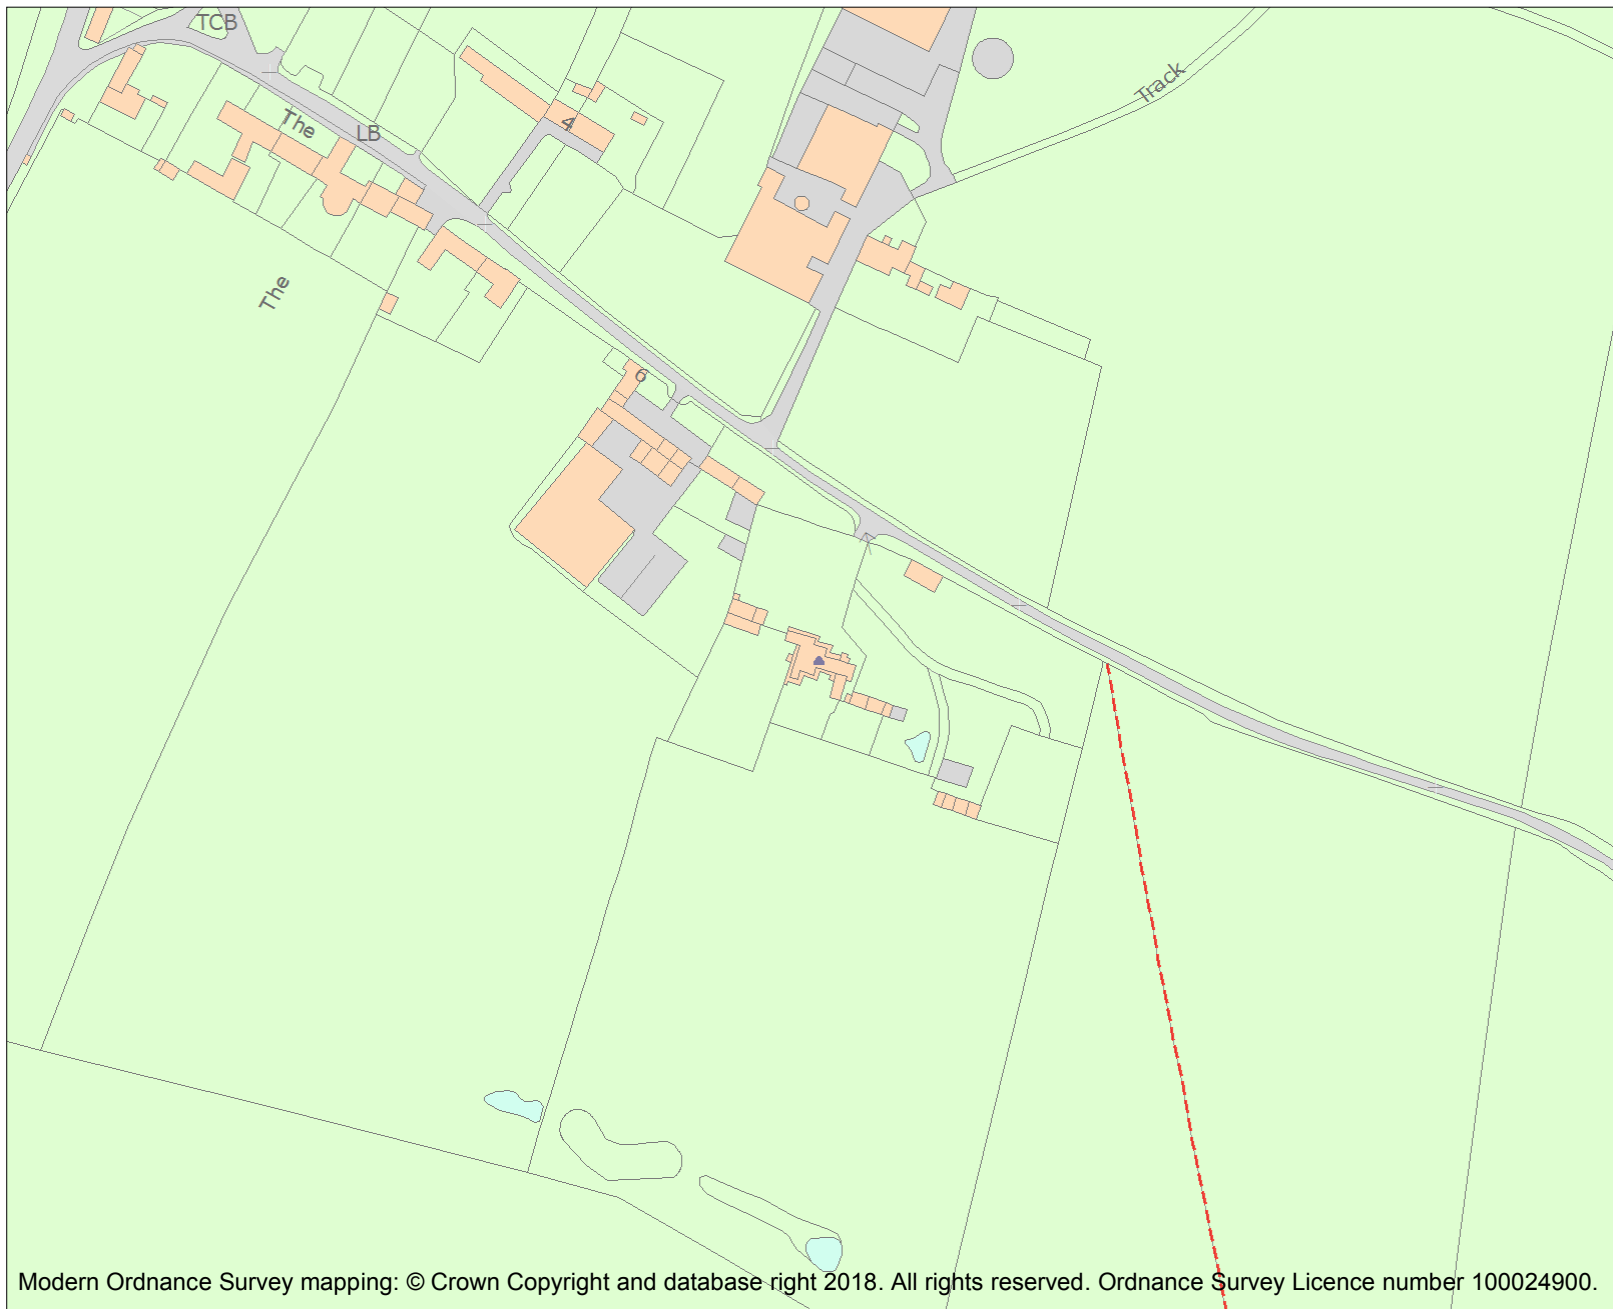 TCB
Track
The
LB
4
The
6
Modern Ordnance Survey mapping: © Crown Copyright and database right 2018. All rights reserved. Ordnance Survey Licence number 100024900.